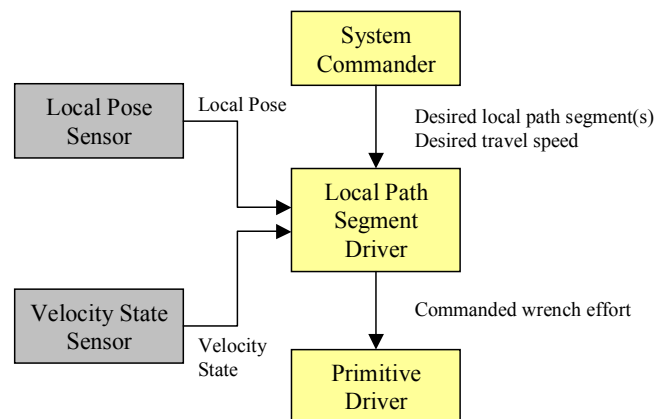 System
Commander
Local Pose
Sensor
Local Pose
Desired local path segment(s)
Desired travel speed
Local Path
Segment
Driver
Velocity State
Sensor
Velocity
State
Commanded wrench effort
Primitive
Driver